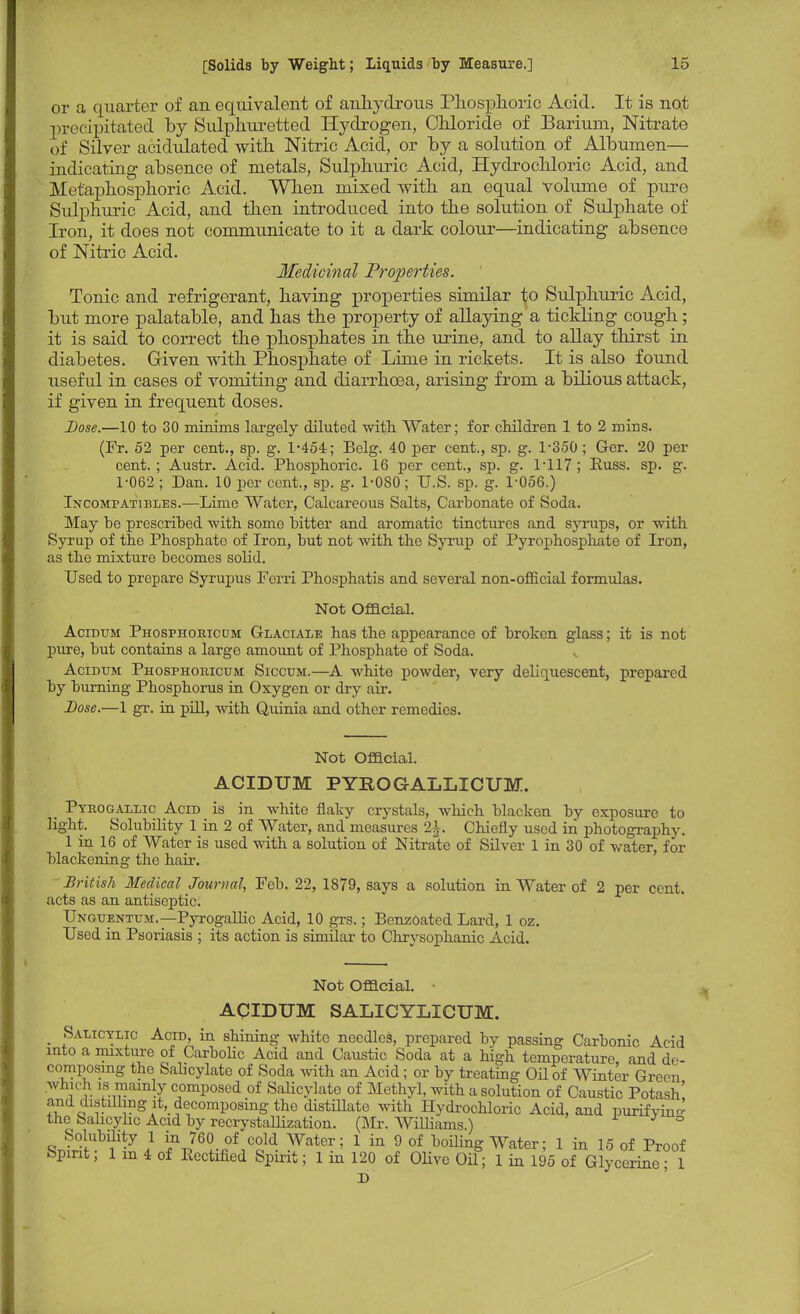 [Solids by Weight; Liquids by Measure.] 15
or a quarter of an equivalent of anhydrous Phosphoric Acid. It is not
precipitated by Sulphuretted Hydrogen, Chloride of Barium, Nitrate
of Silver acidulated with Nitric Acid, or by a solution of Albumen—
indicating absence of metals, Sulphuric Acid, Hydrochloric Acid, and
Metaphosphoric Acid. When mixed with an equal volume of pure
Sulphuric Acid, and then introduced into the solution of Sulphate of
Iron, it does not communicate to it a dark colour—indicating absence
of Nitric Acid.
Medicinal Properties.
Tonic and refrigerant, having properties similar to Sulphuric Acid,
but more palatable, and has the property of allaying a tickling cough;
it is said to correct the phosphates in the urine, and to allay thirst in
diabetes. Given with Phosphate of Lime in rickets. It is also found
useful in cases of vomiting and diarrhœa, arising from a bilious attack,
if given in frequent doses.
Dose.—10 to 30 minims largely diluted with Water; for children 1 to 2 mins.
(Fr. 52 per cent., sp. g. 1·454; Belg. 40 per cent., sp. g. 1·350; Ger. 20 per
cent.; Austr. Acid. Phosphoric. 16 per cent., sp. g. 1·117; Russ. sp. g.
1·062; Dan. 10 per cent., sp. g. 1·080; U.S. sp. g. 1·056.)
Incompatibles.—Lime Water, Calcareous Salts, Carbonate of Soda.
May be prescribed with some bitter and aromatic tinctures and syrups, or with
Syrup of the Phosphate of Iron, but not with the Syrup of Pyrophosphate of Iron,
as the mixture becomes solid.
Used to prepare Syrupus Ferri Phosphatis and several non-official formulas.
Not Official.
Acidum Phosphoricum Glaciale has the appearance of broken glass; it is not
pure, but contains a large amount of Phosphate of Soda.
Acidum Phosphoricum Siccum.—A white powder, very deliquescent, prepared
by burning Phosphorus in Oxygen or dry air.
Dose.—1 gr. in pill, with Quinia and other remedies.
Not Official.
ACIDUM PYROGALLICUM.
Pyrogallic Acid is in white flaky crystals, which blacken by exposure to
light. Solubility 1 in 2 of Water, and measures 2½. Chiefly used in photography.
1 in 16 of Water is used with a solution of Nitrate of Silver 1 in 30 of water, for
blackening the hair.
British Medical Journal, Feb. 22, 1879, says a solution in Water of 2 per cent.
acts as an antiseptic.
Unguentum.—Pyrogallic Acid, 10 grs.; Benzoated Lard, 1 oz.
Used in Psoriasis; its action is similar to Chrysophanic Acid.
Not Official.
ACIDUM SALICYLICUM.
Salicylic Acid, in shining white needles, prepared by passing Carbonic Acid
into a mixture of Carbolic Acid and Caustic Soda at a high temperature, and de-
composing the Salicylate of Soda with an Acid; or by treating Oil of Winter Green,
which is mainly composed of Salicylate of Methyl, with a solution of Caustic Potash,
and distilling it, decomposing the distillate with Hydrochloric Acid, and purifying
the Salicylic Acid by recrystallization. (Mr. Williams.)
Solubility 1 in 760 of cold Water; 1 in 9 of boiling Water; 1 in 15 of Proof
Spirit; 1 in 4 of Rectified Spirit; 1 in 120 of Olive Oil; 1 in 195 of Glycerine; 1
D